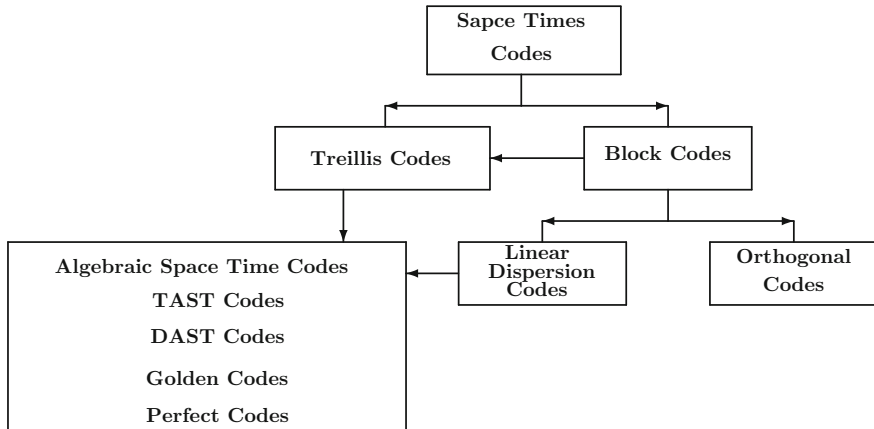 Sapce Times
Codes
Treillis Codes
Block Codes
Algebraic Space Time Codes
TAST Codes
DAST Codes
Golden Codes
Perfect Codes
Linear
Dispersion
Codes
Orthogonal
Codes